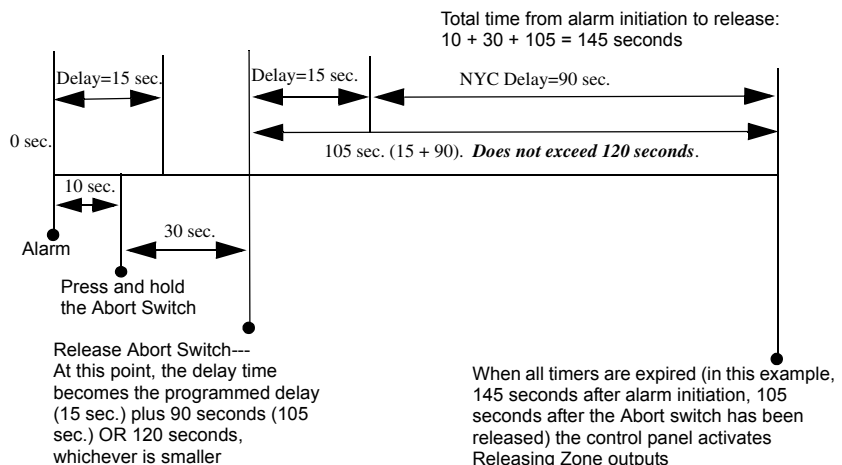 Total time from alarm initiation to release:
10 + 30 + 105 = 145 seconds
Delay=15 sec.
Delay=15 sec.
NYC Delay=90 sec.
0 sec.
105 sec. (15 + 90). Does not exceed 120 seconds.
10 sec.
30 sec.
Alarm
Press and hold
the Abort Switch
Release Abort Switch---
At this point, the delay time
becomes the programmed delay
(15 sec.) plus 90 seconds (105
sec.) OR 120 seconds,
whichever is smaller
When all timers are expired (in this example,
145 seconds after alarm initiation, 105
seconds after the Abort switch has been
released) the control panel activates
Releasing Zone outputs